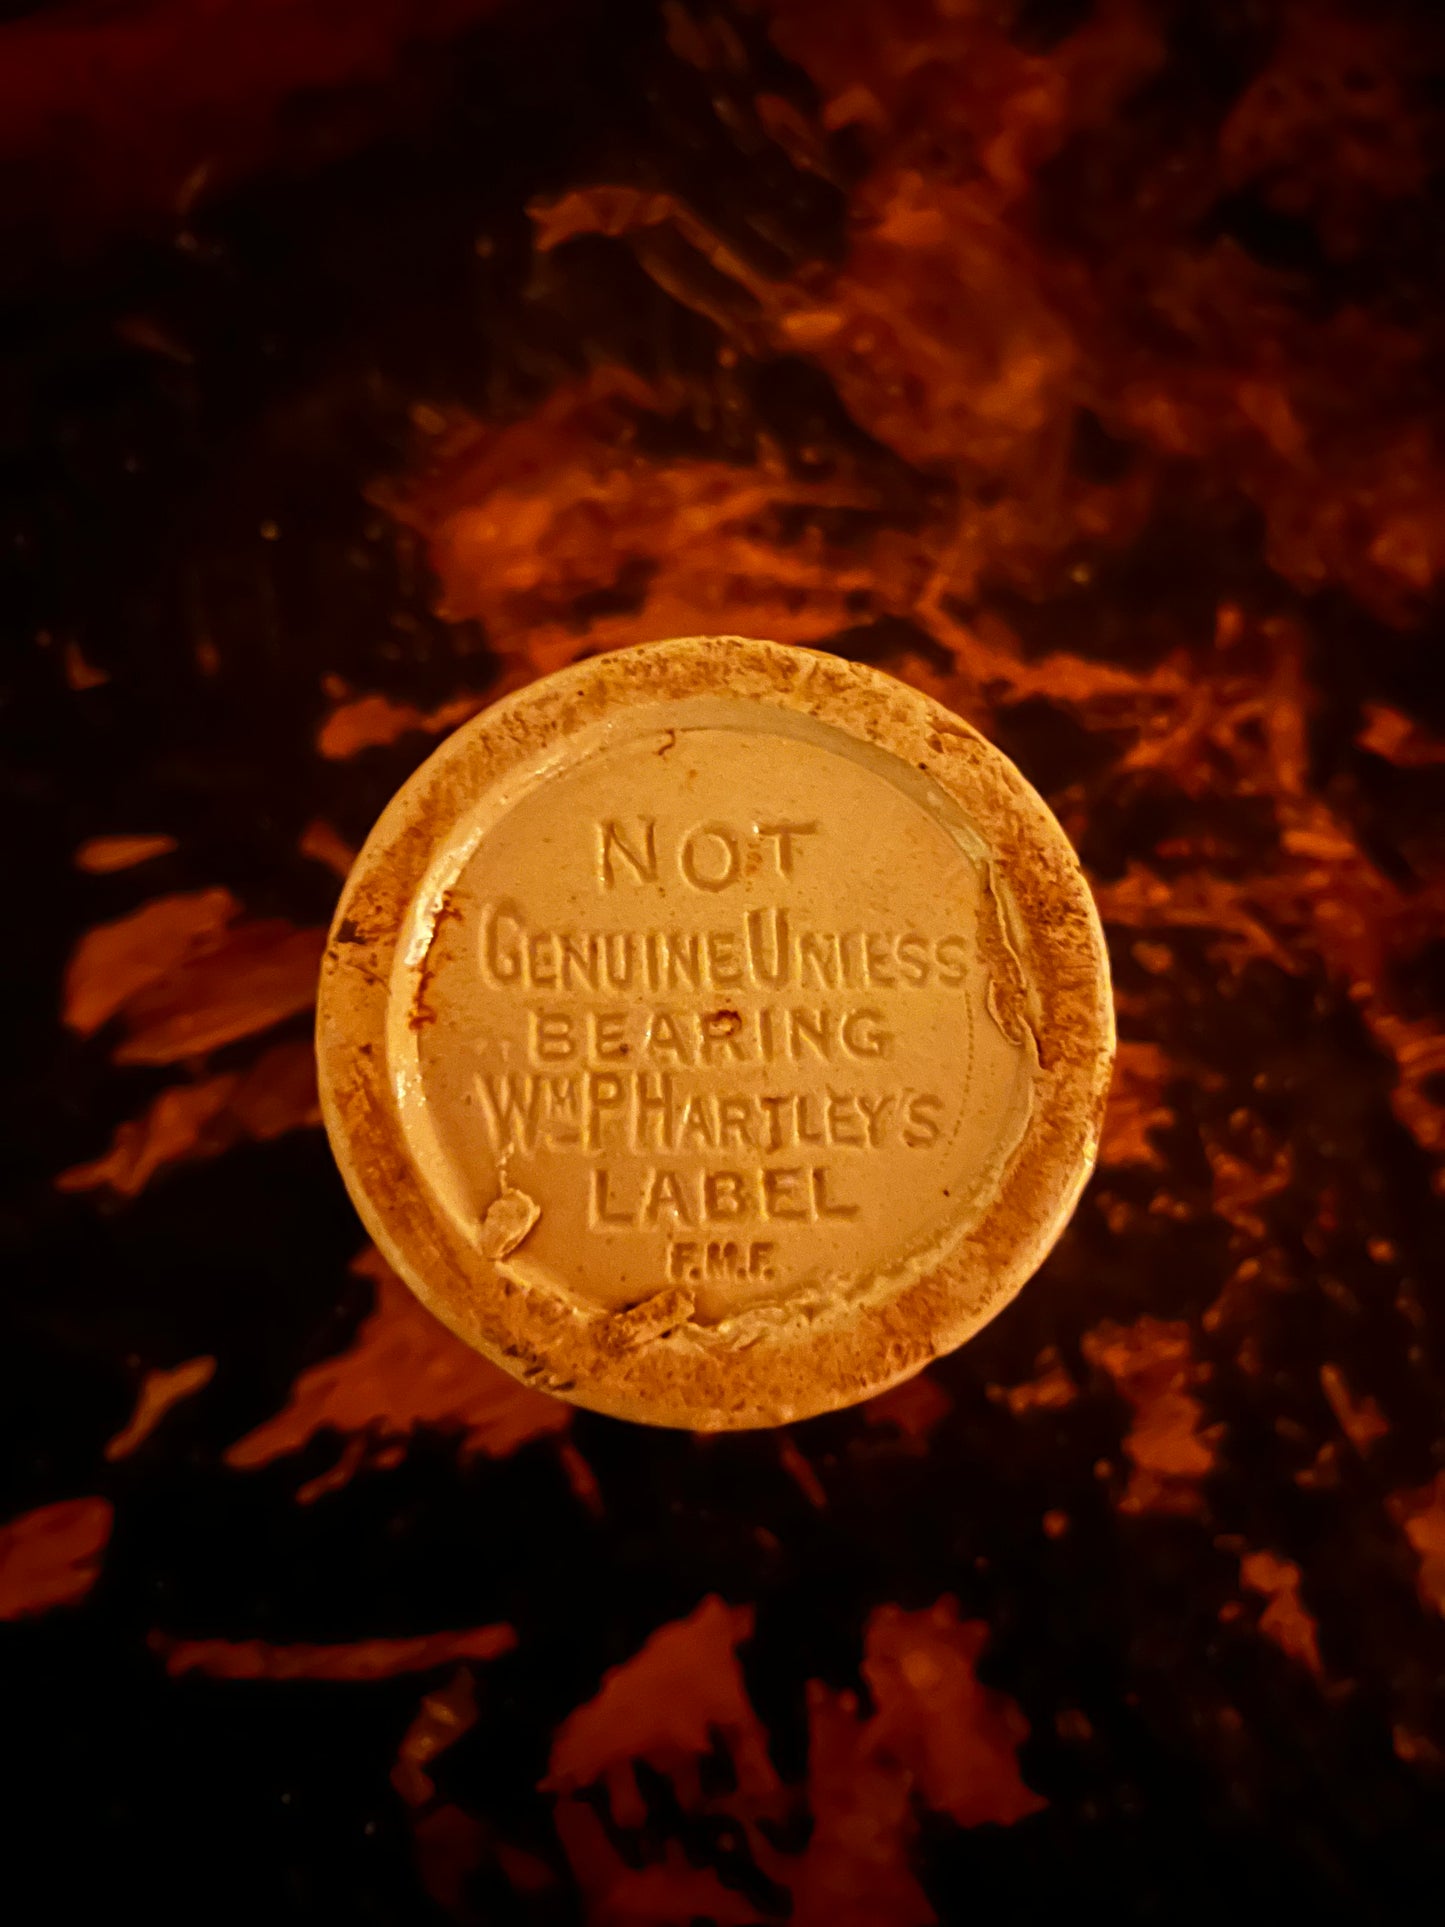 NOT
GENUINE UNLESS
BEARING
WM P HARTLEY'S
LABEL
F.M.F.